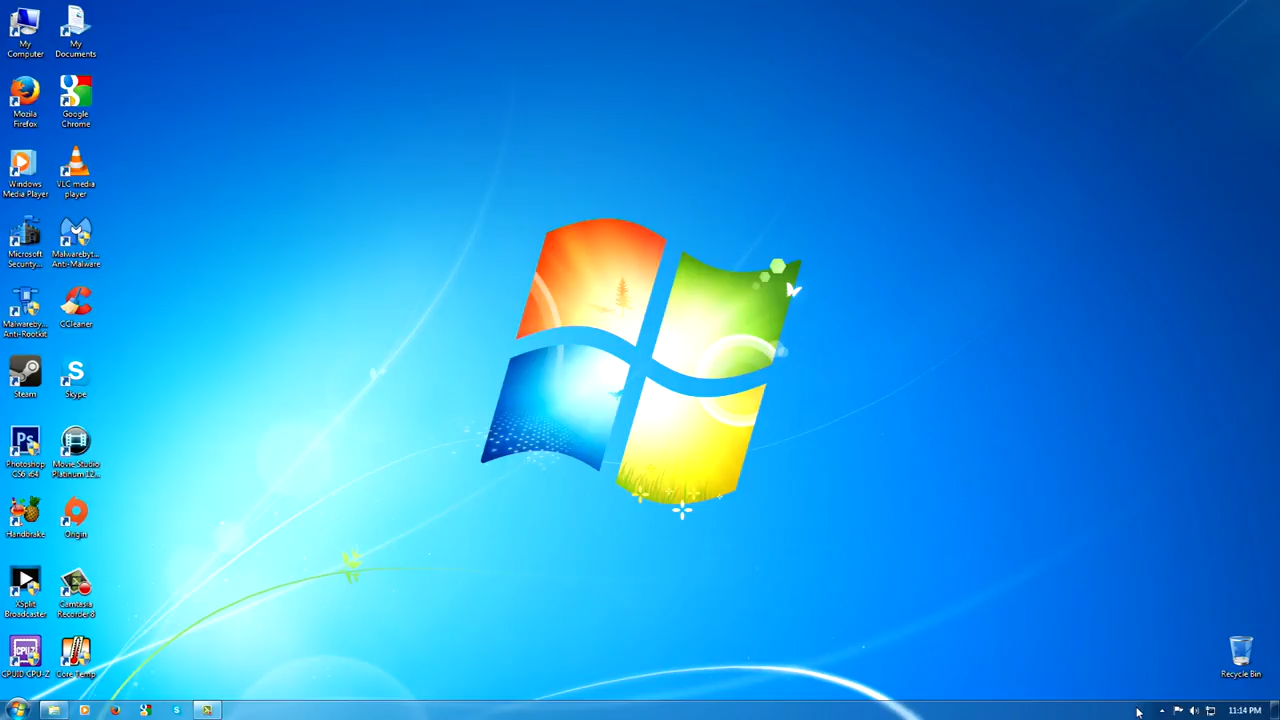 My
Computer
My
Documents
Mozilla
Firefox
Google
Chrome
Windows
Media Player
VLC media
player
Microsoft
Security...
Malwarebyt...
Anti-Malware
Malwareby...
Anti-Rootkit
CCleaner
Steam
Skype
Photoshop
CS6 x64
Movie Studio
Platinum 12...
Handbrake
Origin
XSplit
Broadcaster
Camtasia
Recorder 8
CPUID CPU-Z
Core Temp
Recycle Bin
11:14 PM